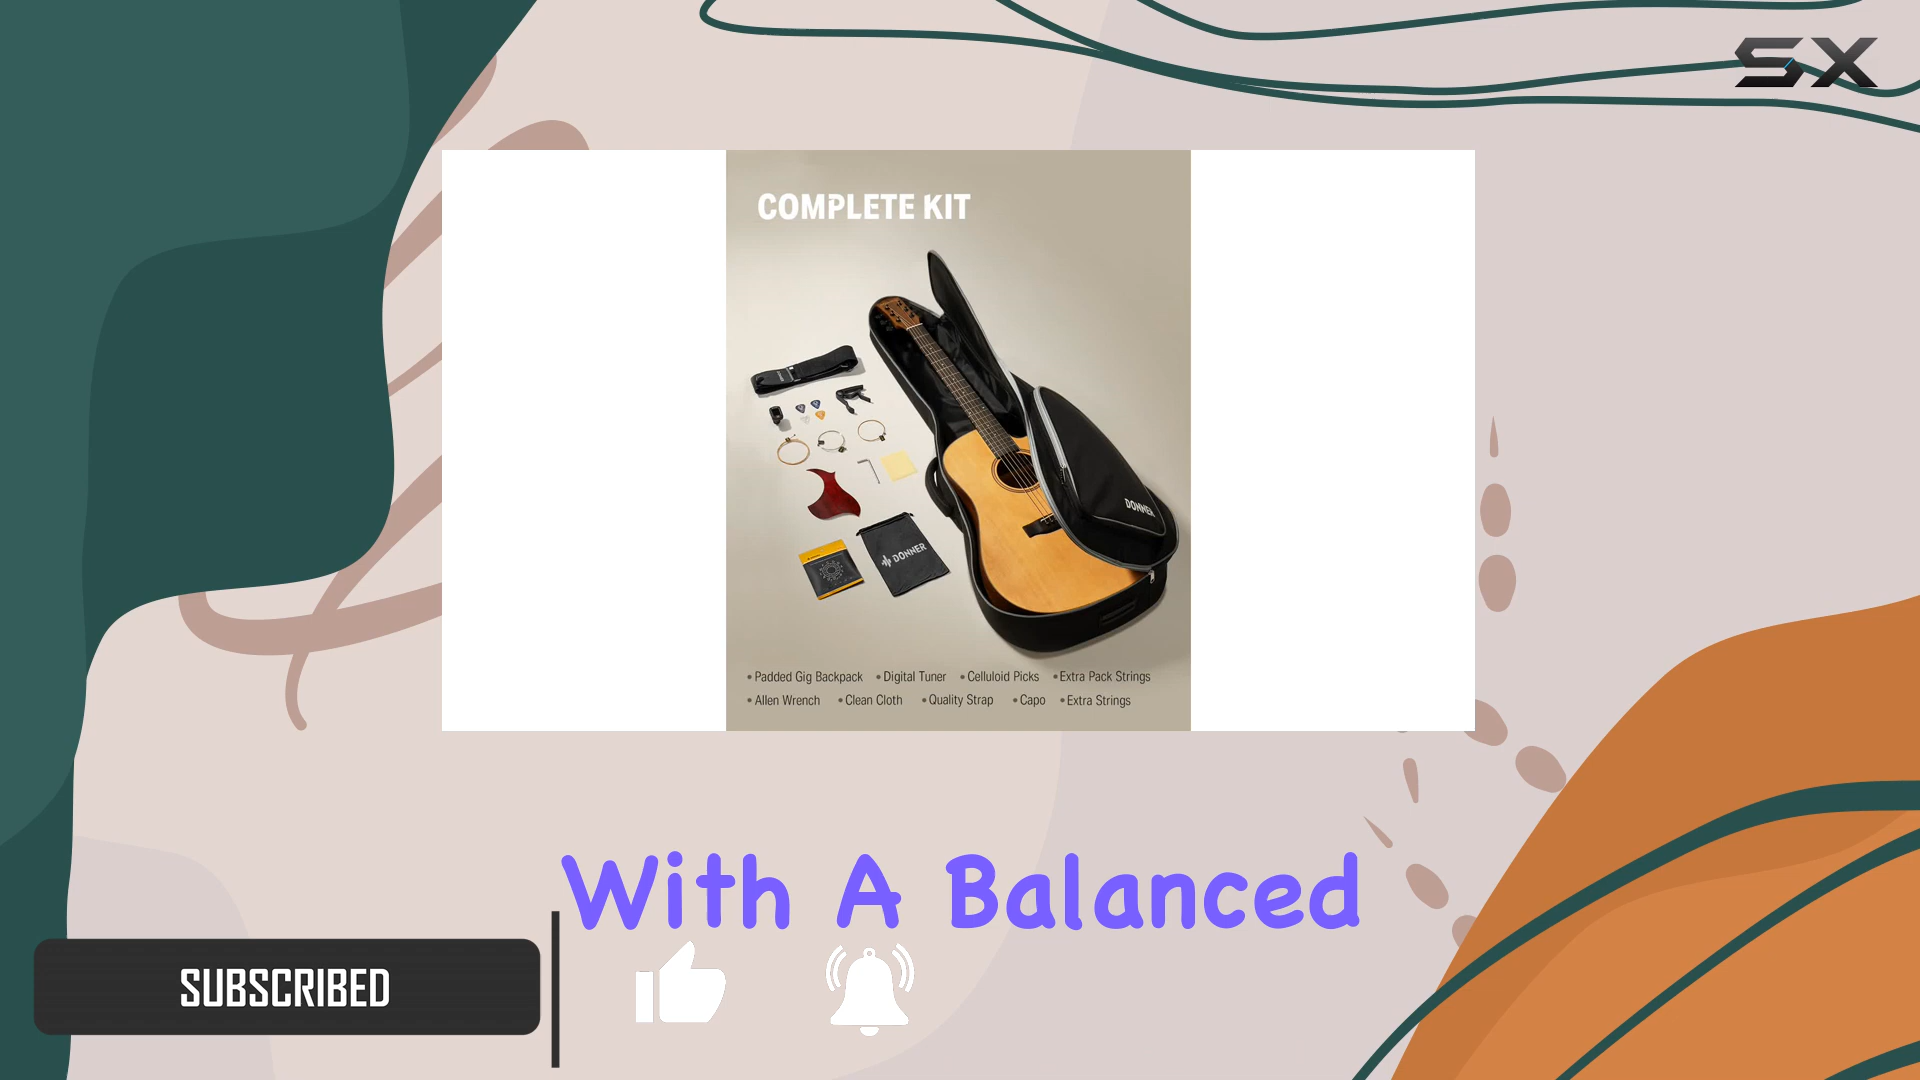 SX
COMPLETE KIT
DONNER
DONNER
• Padded Gig Backpack • Digital Tuner • Celluloid Picks • Extra Pack Strings
• Allen Wrench • Clean Cloth • Quality Strap • Capo • Extra Strings
With A Balanced
SUBSCRIBED